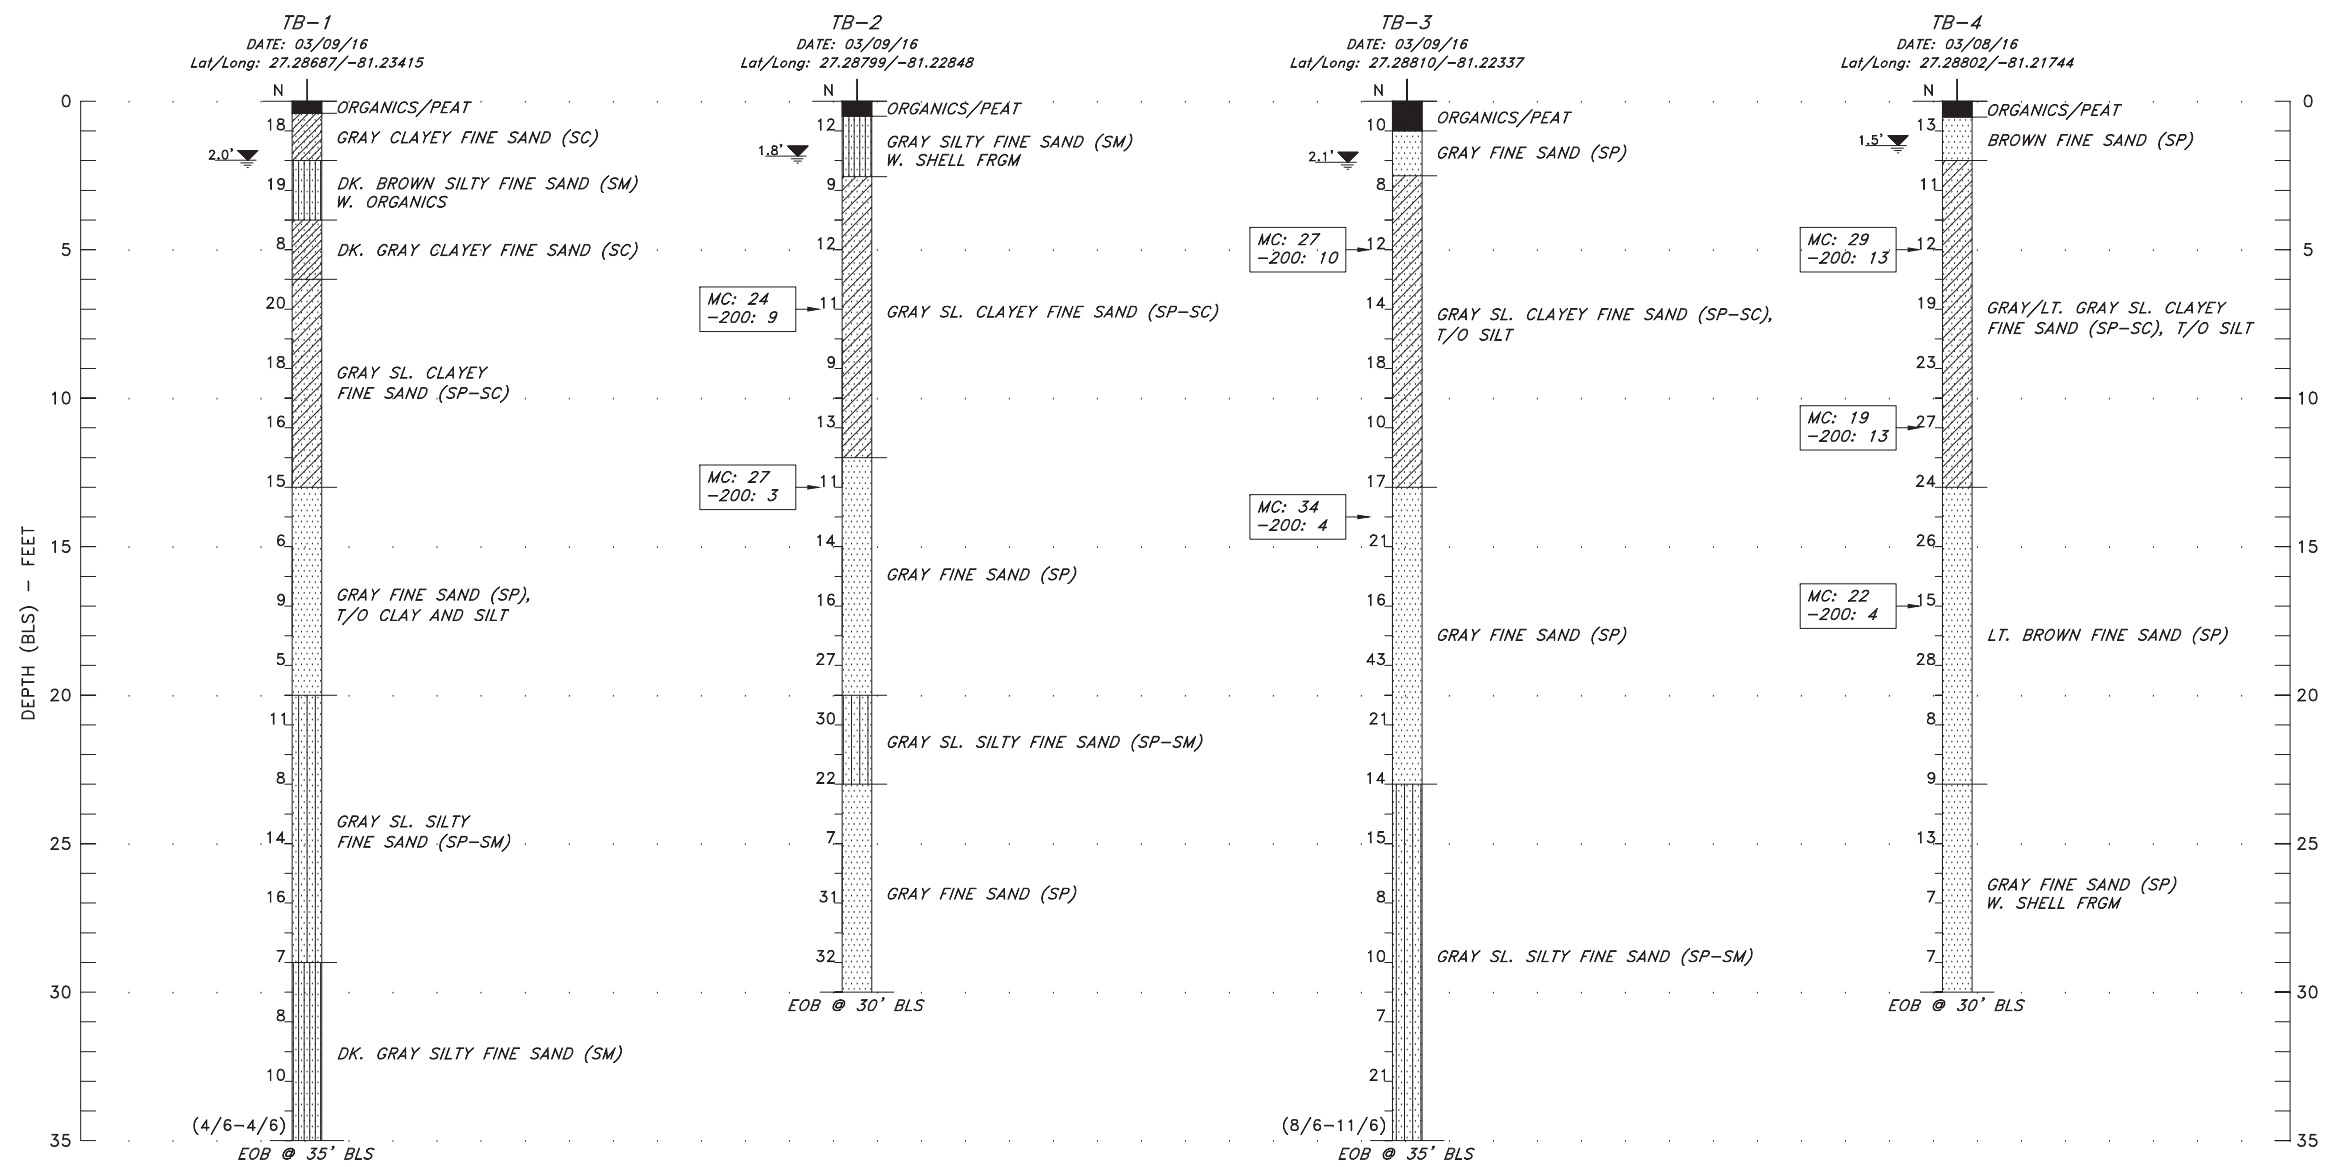 TB-1
DATE: 03/09/16
Lat/Long: 27.28687/-81.23415
N
ORGANICS/PEAT
18
GRAY CLAYEY FINE SAND (SC)
2.0'
19
DK. BROWN SILTY FINE SAND (SM)
W. ORGANICS
8
DK. GRAY CLAYEY FINE SAND (SC)
20
18
GRAY SL. CLAYEY
FINE SAND (SP-SC)
16
15
6
9
GRAY FINE SAND (SP),
T/O CLAY AND SILT
5
11
8
GRAY SL. SILTY
FINE SAND (SP-SM)
14
16
7
8
DK. GRAY SILTY FINE SAND (SM)
10
(4/6-4/6)
EOB @ 35' BLS
TB-2
DATE: 03/09/16
Lat/Long: 27.28799/-81.22848
N
ORGANICS/PEAT
12
GRAY SILTY FINE SAND (SM)
W. SHELL FRGM
1.8'
9
12
MC: 24
-200: 9
11
GRAY SL. CLAYEY FINE SAND (SP-SC)
9
13
MC: 27
-200: 3
11
14
GRAY FINE SAND (SP)
16
27
30
GRAY SL. SILTY FINE SAND (SP-SM)
22
7
GRAY FINE SAND (SP)
31
32
EOB @ 30' BLS
TB-3
DATE: 03/09/16
Lat/Long: 27.28810/-81.22337
N
ORGANICS/PEAT
10
GRAY FINE SAND (SP)
2.1'
8
MC: 27
-200: 10
12
14
GRAY SL. CLAYEY FINE SAND (SP-SC),
T/O SILT
18
10
17
MC: 34
-200: 4
21
16
GRAY FINE SAND (SP)
43
21
14
15
8
10
GRAY SL. SILTY FINE SAND (SP-SM)
7
21
(8/6-11/6)
EOB @ 35' BLS
TB-4
DATE: 03/08/16
Lat/Long: 27.28802/-81.21744
N
ORGANICS/PEAT
13
BROWN FINE SAND (SP)
1.5'
11
MC: 29
-200: 13
12
19
GRAY/LT. GRAY SL. CLAYEY
FINE SAND (SP-SC), T/O SILT
23
MC: 19
-200: 13
27
24
26
MC: 22
-200: 4
15
LT. BROWN FINE SAND (SP)
28
8
9
13
GRAY FINE SAND (SP)
W. SHELL FRGM
7
7
EOB @ 30' BLS
DEPTH (BLS) - FEET
0
5
10
15
20
25
30
35
0
5
10
15
20
25
30
35